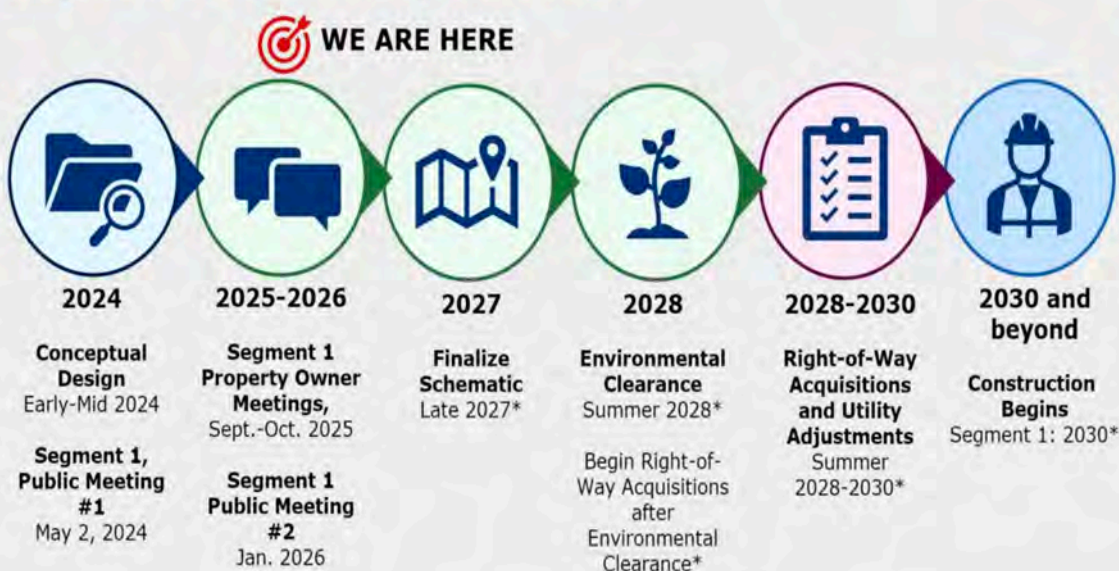 WE ARE HERE
2024
Conceptual
Design
Early-Mid 2024
Segment 1,
Public Meeting
#1
May 2, 2024
2025-2026
Segment 1
Property Owner
Meetings,
Sept.-Oct. 2025
Segment 1
Public Meeting
#2
Jan. 2026
2027
Finalize
Schematic
Late 2027*
2028
Environmental
Clearance
Summer 2028*
Begin Right-of-
Way Acquisitions
after
Environmental
Clearance*
2028-2030
Right-of-Way
Acquisitions
and Utility
Adjustments
Summer
2028-2030*
2030 and
beyond
Construction
Begins
Segment 1: 2030*